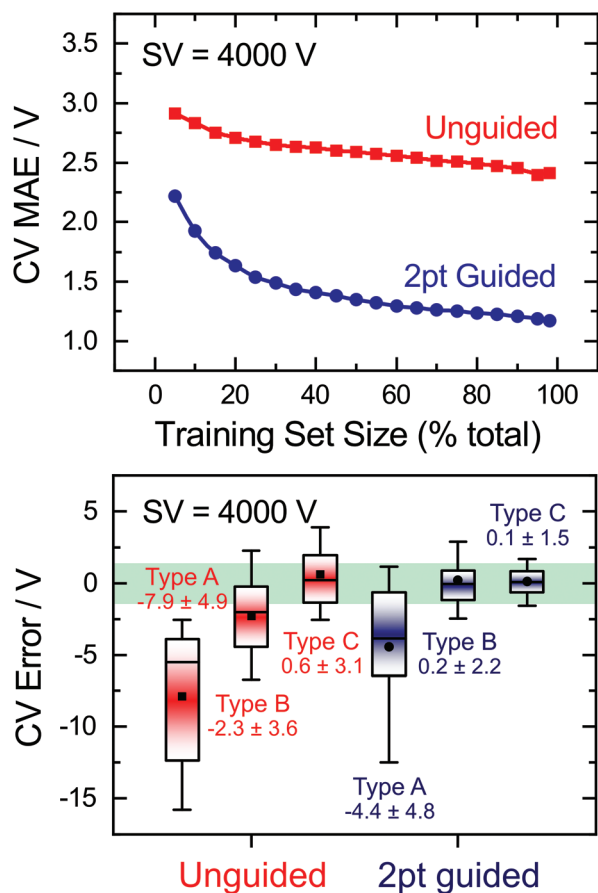 SV = 4000 V
Unguided
2pt Guided
CV MAE / V
3.5
3.0
2.5
2.0
1.5
1.0
0 20 40 60 80 100
Training Set Size (% total)
SV = 4000 V
CV Error / V
5
0
-5
-10
-15
Type A
-7.9 ± 4.9
Type B
-2.3 ± 3.6
Type C
0.6 ± 3.1
Type A
-4.4 ± 4.8
Type B
0.2 ± 2.2
Type C
0.1 ± 1.5
Unguided 2pt guided